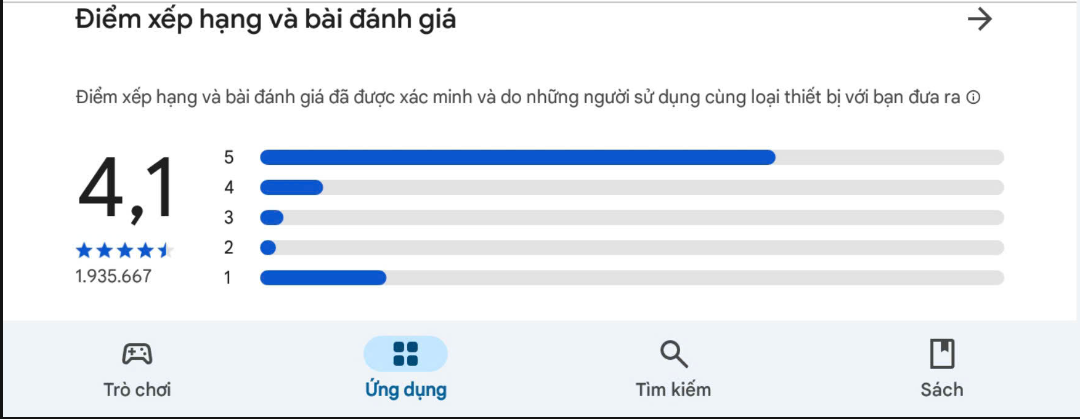 Điểm xếp hạng và bài đánh giá
Điểm xếp hạng và bài đánh giá đã được xác minh và do những người sử dụng cùng loại thiết bị với bạn đưa ra
4,1
1.935.667
5
4
3
2
1
Trò chơi
Ứng dụng
Tìm kiếm
Sách